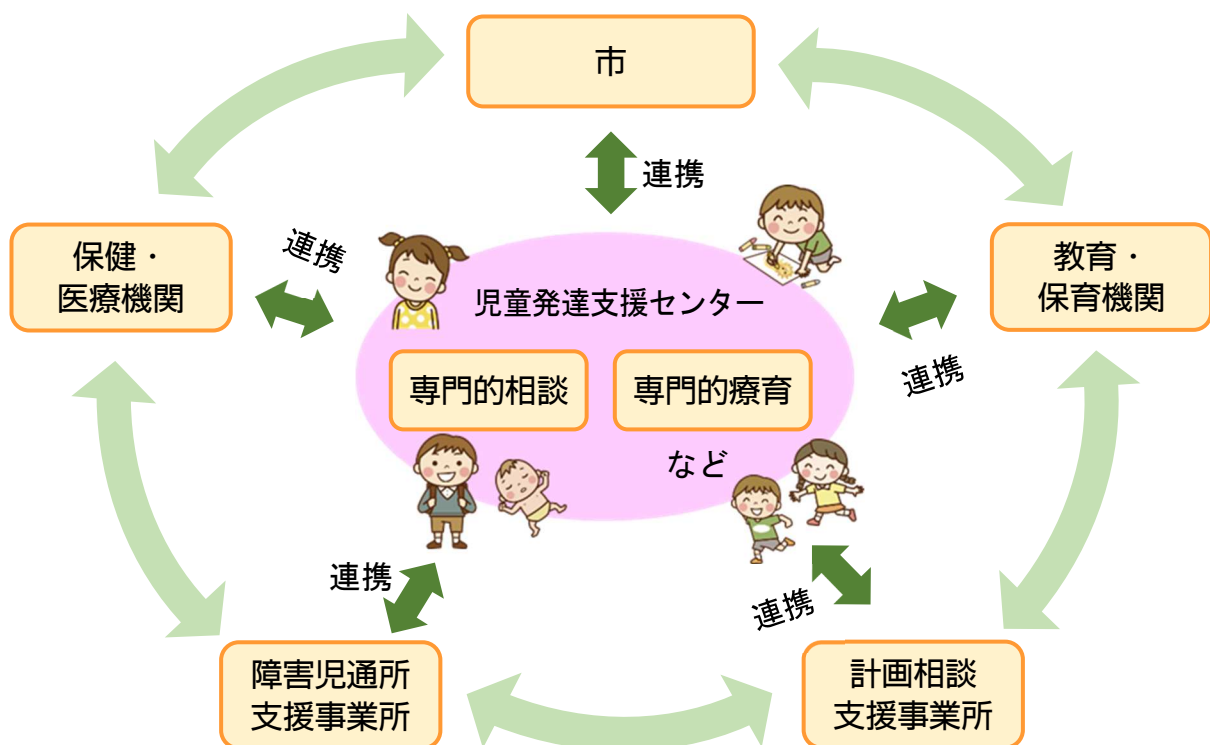 市
連携
保健・
医療機関
連携
教育・
保育機関
連携
児童発達支援センター
専門的相談
専門的療育
など
連携
連携
障害児通所
支援事業所
計画相談
支援事業所